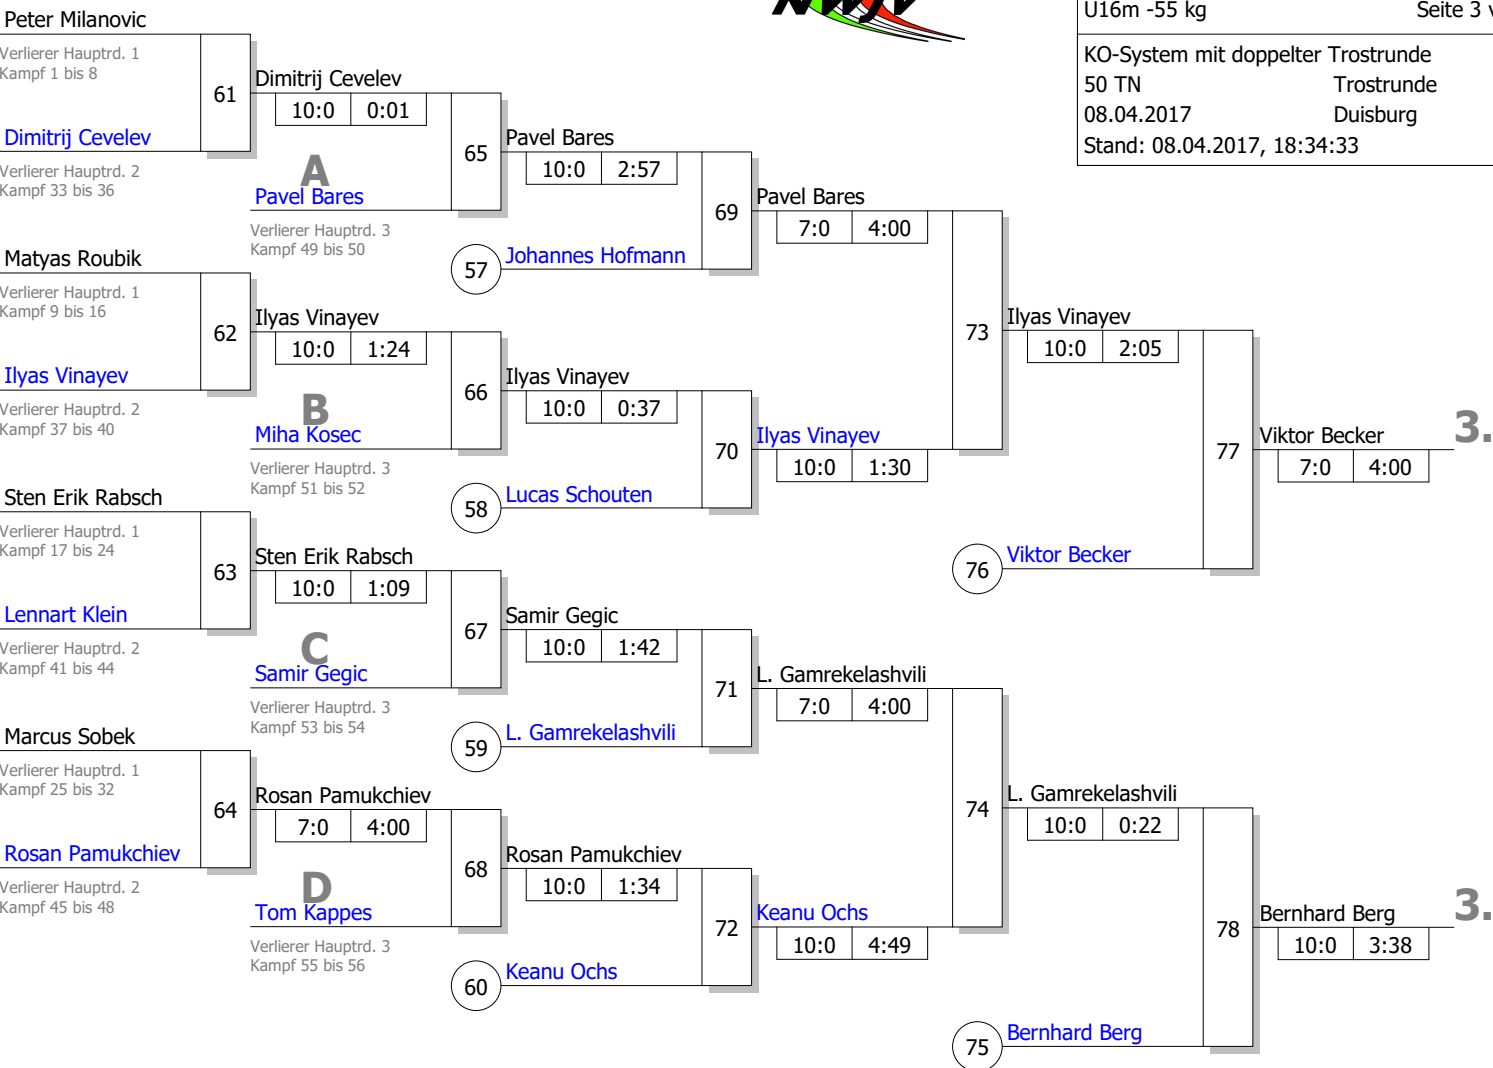 NWJV
U16m -55 kg Seite 3 v
KO-System mit doppelter Trostrunde
50 TN Trostrunde
08.04.2017 Duisburg
Stand: 08.04.2017, 18:34:33
Peter Milanovic
Verlierer Hauptrd. 1
Kampf 1 bis 8
61
Dimitrij Cevelev
Verlierer Hauptrd. 2
Kampf 33 bis 36
Matyas Roubik
Verlierer Hauptrd. 1
Kampf 9 bis 16
62
Ilyas Vinayev
Verlierer Hauptrd. 2
Kampf 37 bis 40
Sten Erik Rabsch
Verlierer Hauptrd. 1
Kampf 17 bis 24
63
Lennart Klein
Verlierer Hauptrd. 2
Kampf 41 bis 44
Marcus Sobek
Verlierer Hauptrd. 1
Kampf 25 bis 32
64
Rosan Pamukchiev
Verlierer Hauptrd. 2
Kampf 45 bis 48
Dimitrij Cevelev
10:0 0:01
A
65
Pavel Bares
Verlierer Hauptrd. 3
Kampf 49 bis 50
Ilyas Vinayev
10:0 1:24
B
66
Miha Kosec
Verlierer Hauptrd. 3
Kampf 51 bis 52
Sten Erik Rabsch
10:0 1:09
C
67
Samir Gegic
Verlierer Hauptrd. 3
Kampf 53 bis 54
Rosan Pamukchiev
7:0 4:00
D
68
Tom Kappes
Verlierer Hauptrd. 3
Kampf 55 bis 56
Pavel Bares
10:0 2:57
69
57 Johannes Hofmann
Ilyas Vinayev
10:0 0:37
70
58 Lucas Schouten
Samir Gegic
10:0 1:42
71
59 L. Gamrekelashvili
Rosan Pamukchiev
10:0 1:34
72
60 Keanu Ochs
Pavel Bares
7:0 4:00
73
Ilyas Vinayev
10:0 1:30
L. Gamrekelashvili
7:0 4:00
74
Keanu Ochs
10:0 4:49
Ilyas Vinayev
10:0 2:05
77
76 Viktor Becker
L. Gamrekelashvili
10:0 0:22
78
75 Bernhard Berg
Viktor Becker 3.
7:0 4:00
Bernhard Berg 3.
10:0 3:38